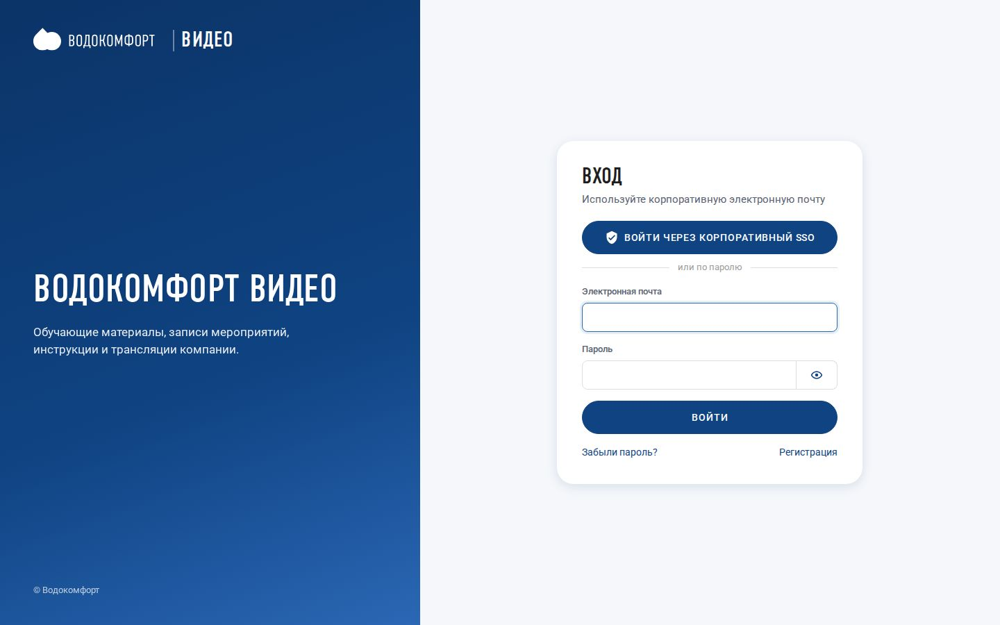 ВОДОКОМФОРТ
ВИДЕО
ВОДОКОМФОРТ ВИДЕО
Обучающие материалы, записи мероприятий,
инструкции и трансляции компании.
© Водокомфорт
ВХОД
Используйте корпоративную электронную почту
ВОЙТИ ЧЕРЕЗ КОРПОРАТИВНЫЙ SSO
или по паролю
Электронная почта
Пароль
ВОЙТИ
Забыли пароль?
Регистрация